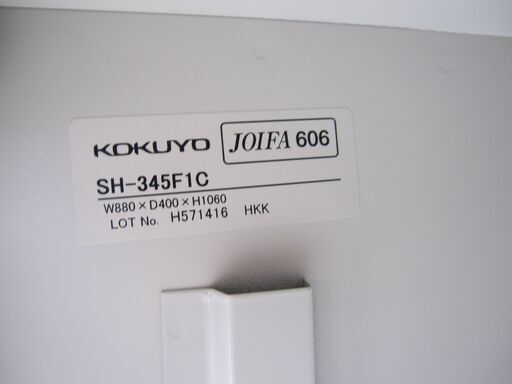 KOKUYO JOIFA 606
SH-345F1C
W880×D400×H1060
LOT No. H571416 HKK